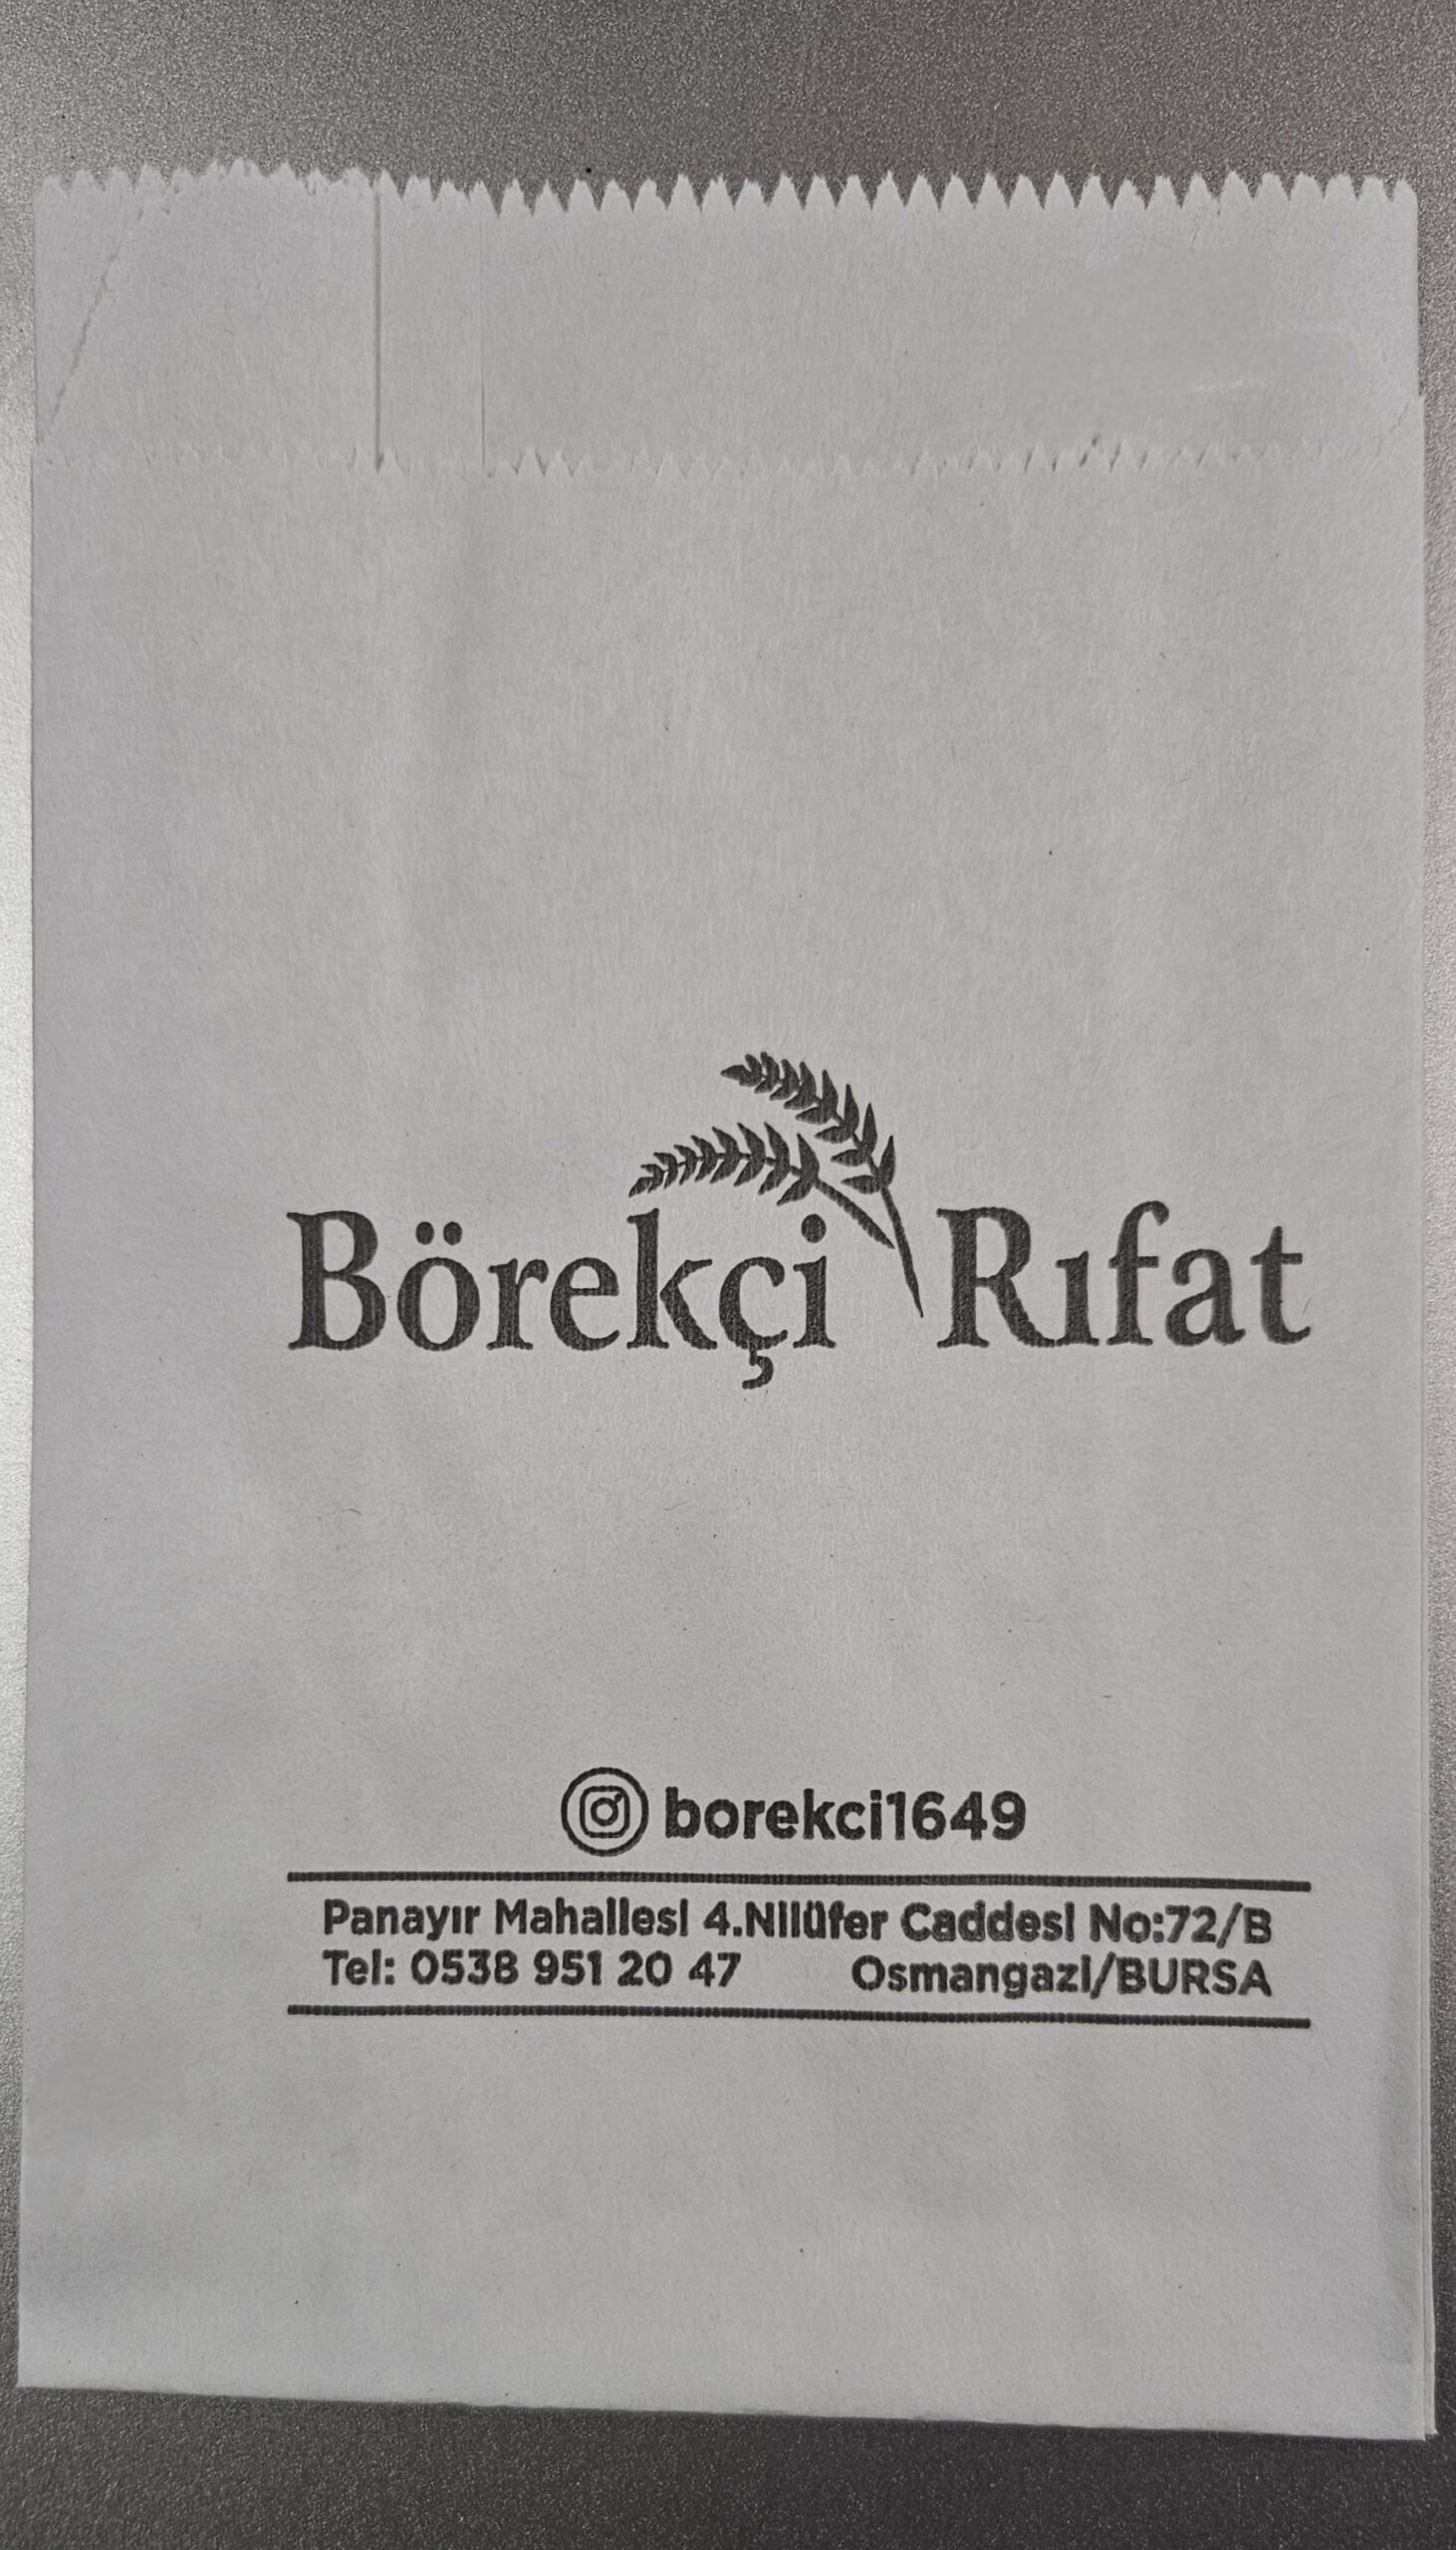 Börekçi Rıfat
borekci1649
Panayır Mahallesi 4.Nilüfer Caddesi No:72/B
Tel: 0538 951 20 47 Osmangazi/BURSA